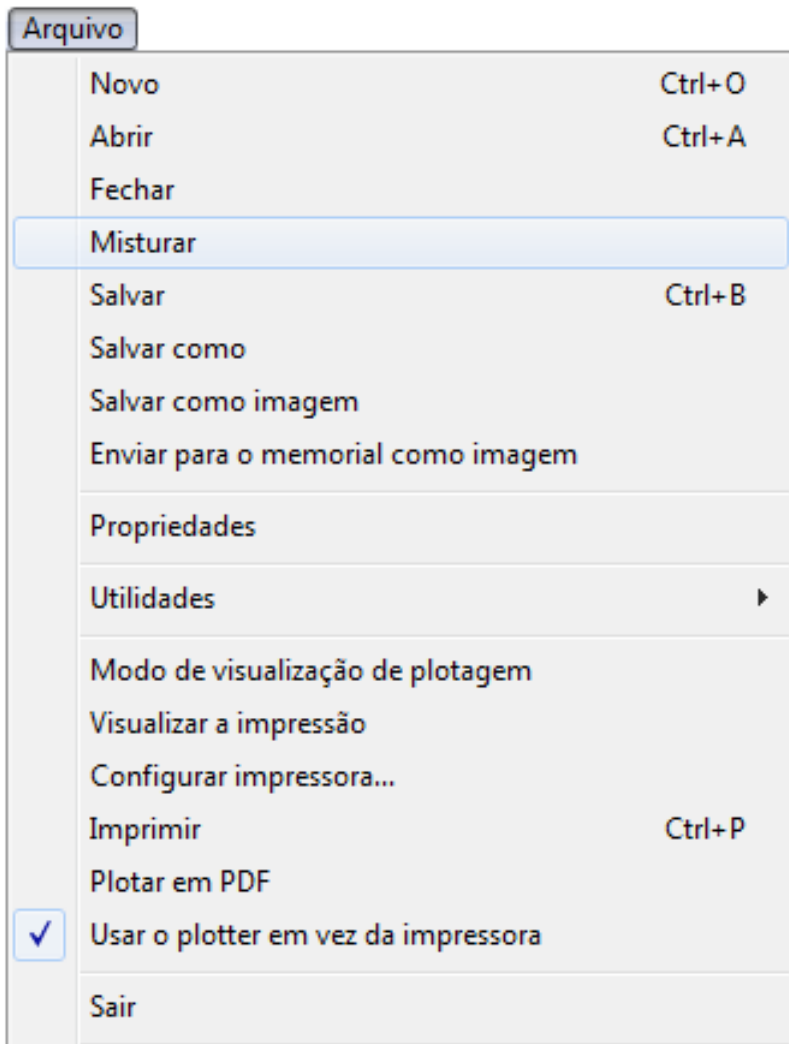 Arquivo
Novo Ctrl+O
Abrir Ctrl+A
Fechar
Misturar
Salvar Ctrl+B
Salvar como
Salvar como imagem
Enviar para o memorial como imagem
Propriedades
Utilidades
Modo de visualização de plotagem
Visualizar a impressão
Configurar impressora...
Imprimir Ctrl+P
Plotar em PDF
Usar o plotter em vez da impressora
Sair